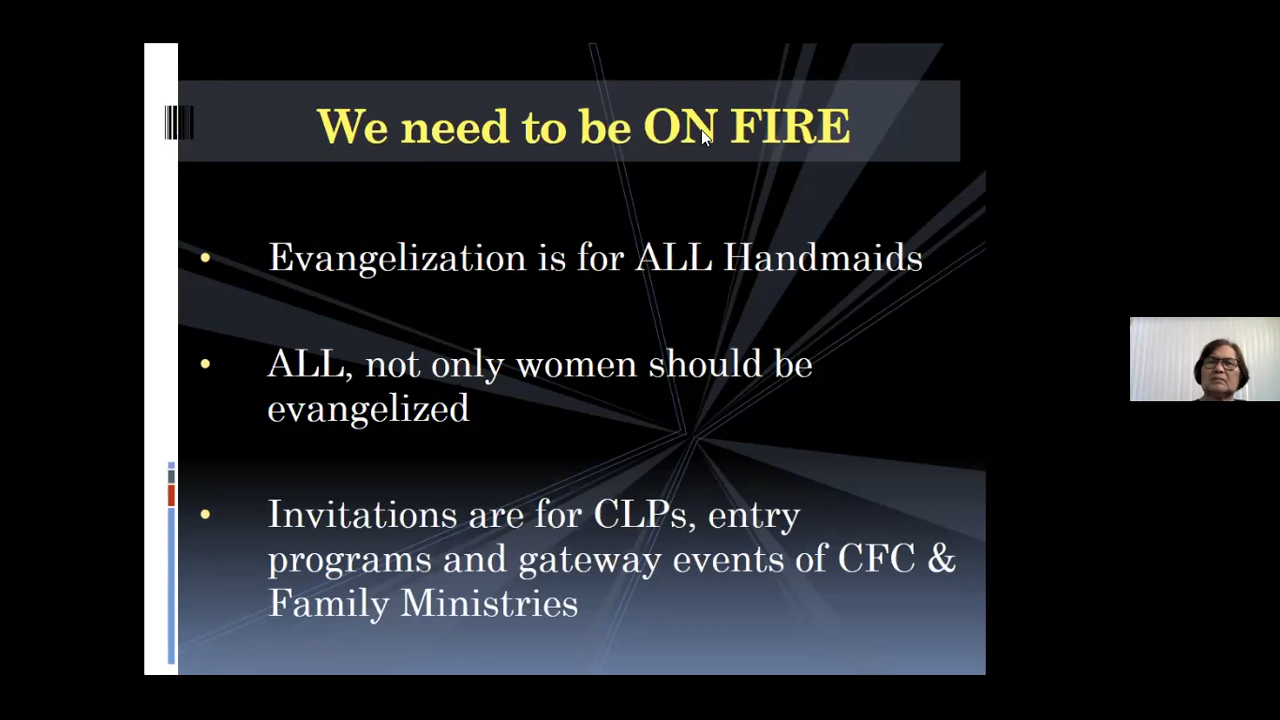 We need to be ON FIRE
• Evangelization is for ALL Handmaids
• ALL, not only women should be
evangelized
• Invitations are for CLPs, entry
programs and gateway events of CFC &
Family Ministries